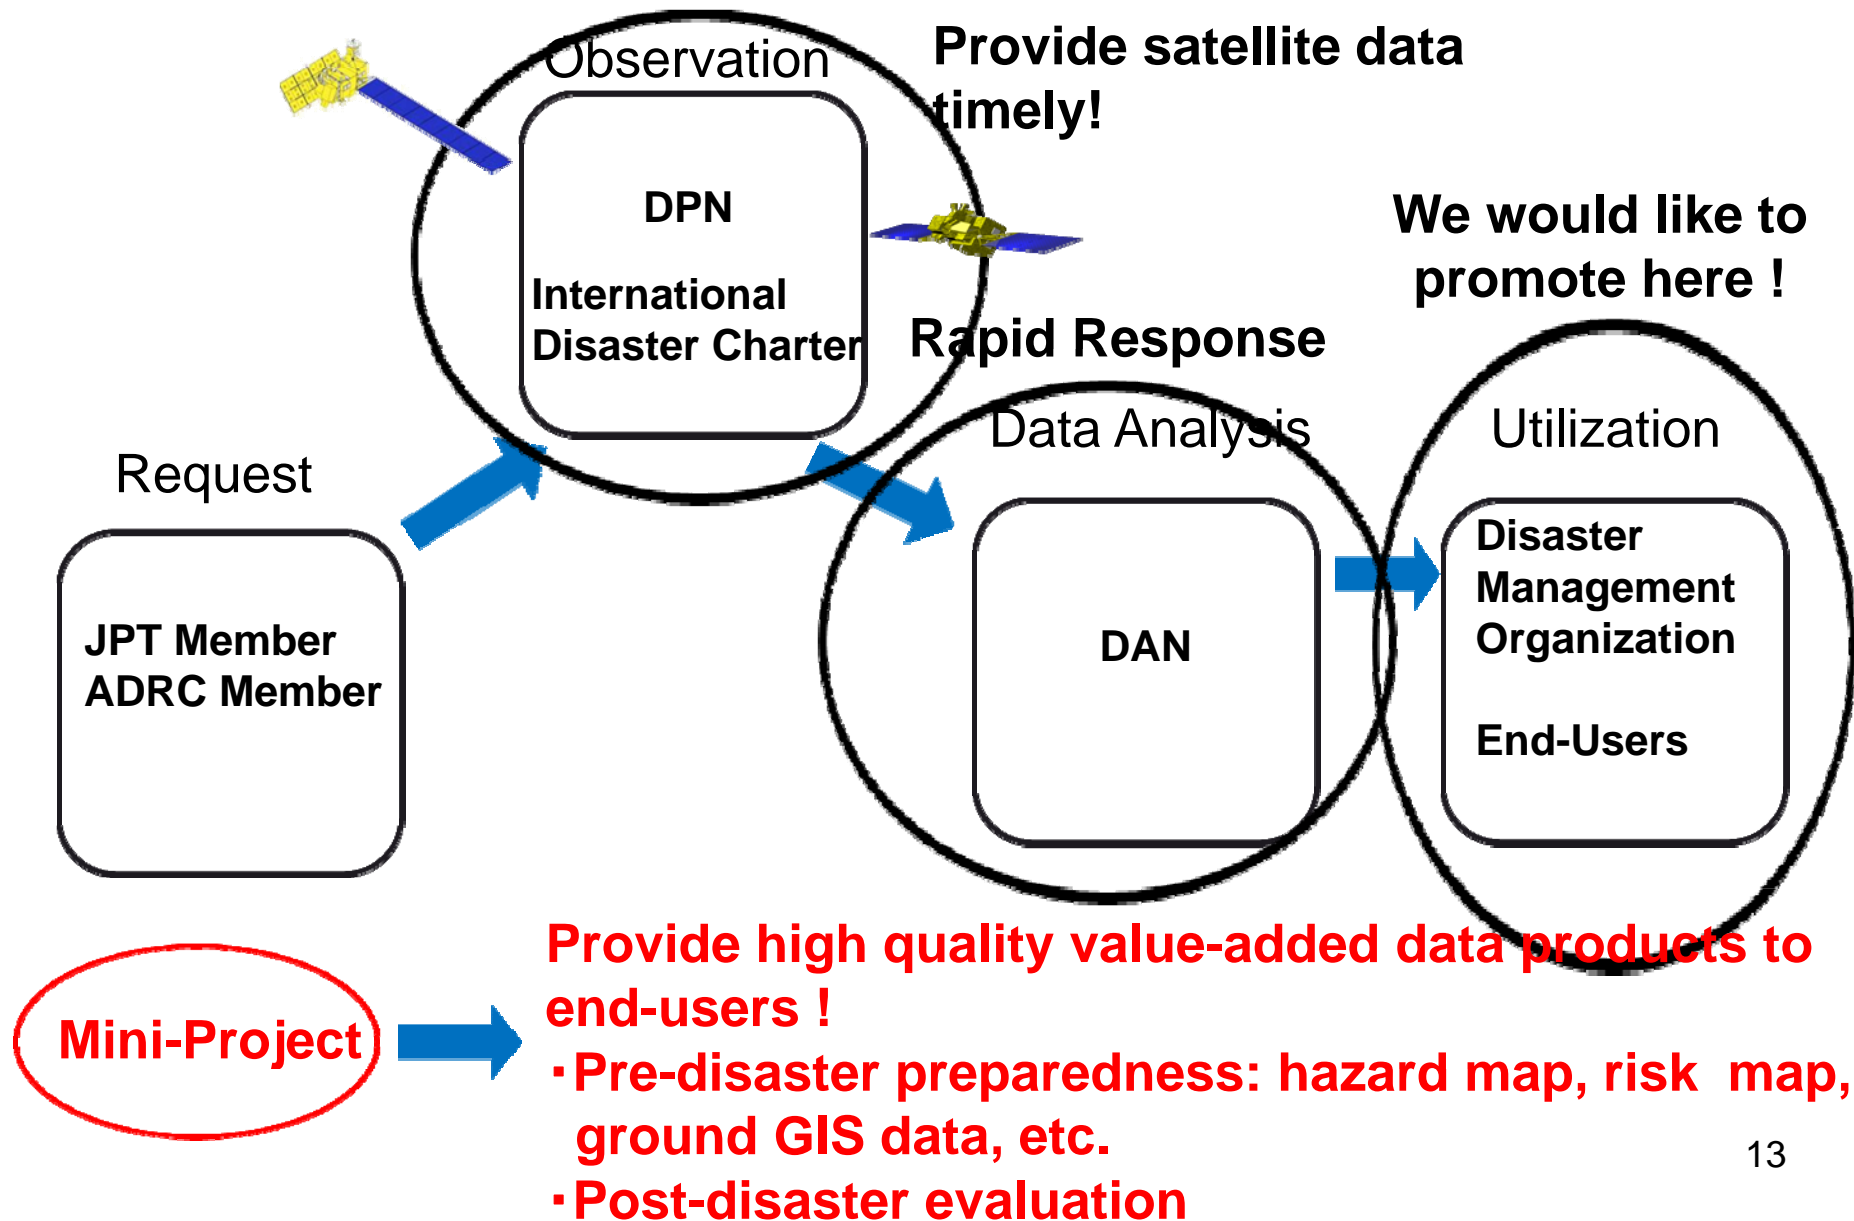 Observation
Provide satellite data
timely!
DPN
International
Disaster Charter
We would like to
promote here !
Rapid Response
Data Analysis
Utilization
Request
JPT Member
ADRC Member
DAN
Disaster
Management
Organization
End-Users
Mini-Project
Provide high quality value-added data products to
end-users !
・Pre-disaster preparedness: hazard map, risk  map,
ground GIS data, etc.
・Post-disaster evaluation
13